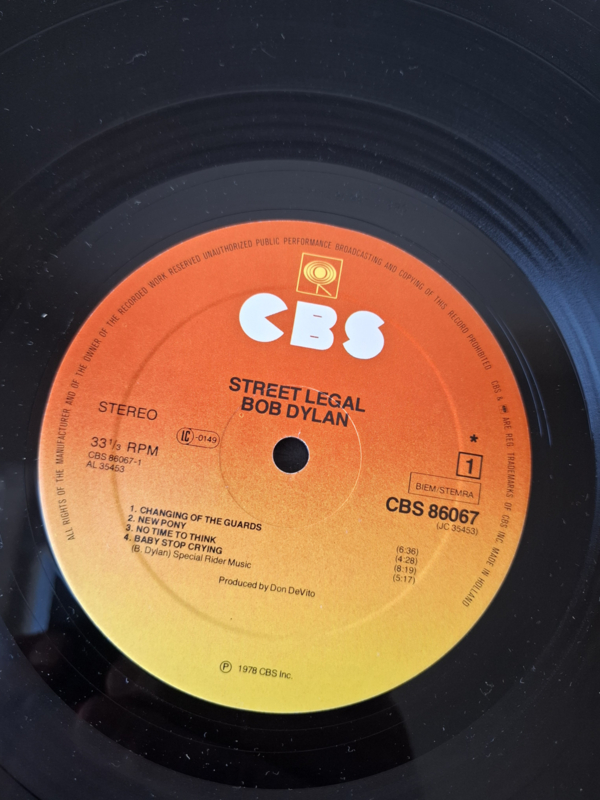 ALL RIGHTS OF THE MANUFACTURER AND OF THE OWNER OF THE RECORDED WORK RESERVED UNAUTHORIZED PUBLIC PERFORMANCE BROADCASTING AND COPYING OF THIS RECORD PROHIBITED CBS & ARE REG. TRADEMARKS OF CBS INC MADE IN HOLLAND
CBS
STREET LEGAL
BOB DYLAN
STEREO
LC -0149
33 1/3 RPM
CBS 86067-1
AL 35453
*
1
BIEM/STEMRA
CBS 86067
(JC 35453)
1. CHANGING OF THE GUARDS (6:36)
2. NEW PONY (4:28)
3. NO TIME TO THINK (8:19)
4. BABY STOP CRYING (5:17)
(B. Dylan) Special Rider Music
Produced by Don DeVito
Ⓟ 1978 CBS Inc.